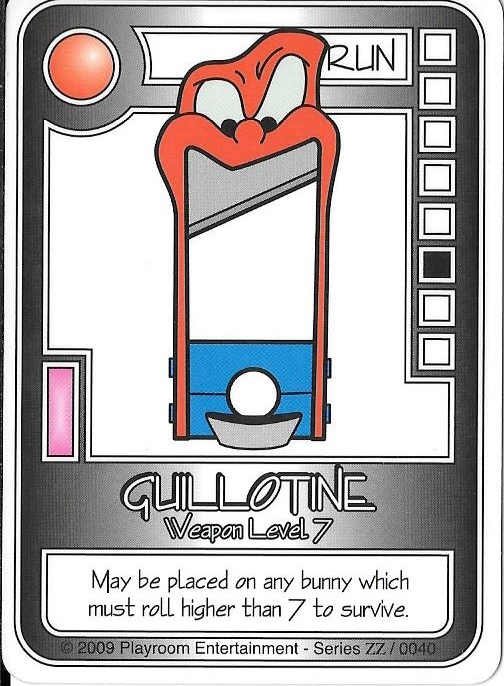 RUN
GUILLOTINE
Weapon Level 7
May be placed on any bunny which
must roll higher than 7 to survive.
© 2009 Playroom Entertainment - Series ZZ / 0040